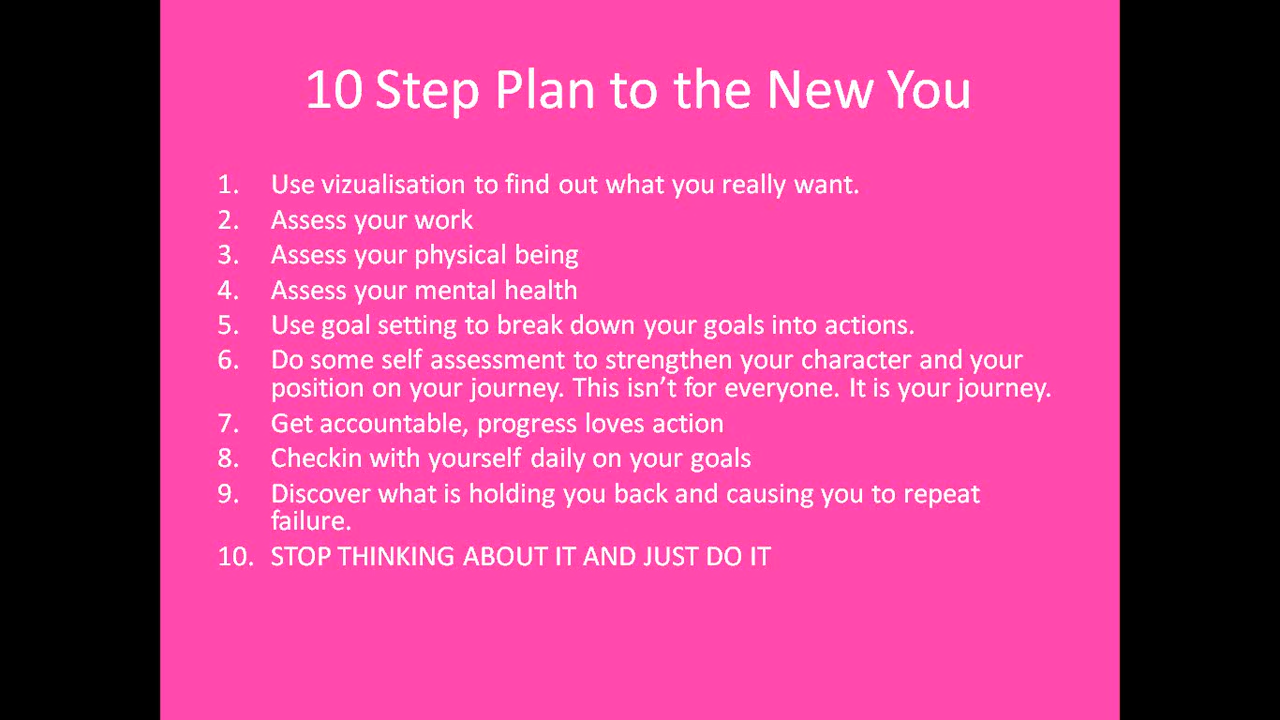 10 Step Plan to the New You
1. Use vizualisation to find out what you really want.
2. Assess your work
3. Assess your physical being
4. Assess your mental health
5. Use goal setting to break down your goals into actions.
6. Do some self assessment to strengthen your character and your
position on your journey. This isn’t for everyone. It is your journey.
7. Get accountable, progress loves action
8. Checkin with yourself daily on your goals
9. Discover what is holding you back and causing you to repeat
failure.
10. STOP THINKING ABOUT IT AND JUST DO IT